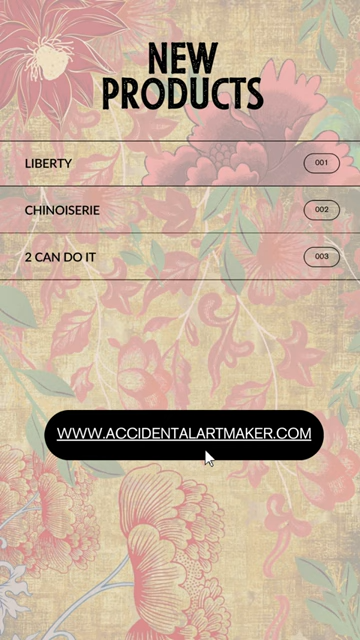 NEW
PRODUCTS
LIBERTY 001
CHINOISERIE 002
2 CAN DO IT 003
WWW.ACCIDENTALARTMAKER.COM